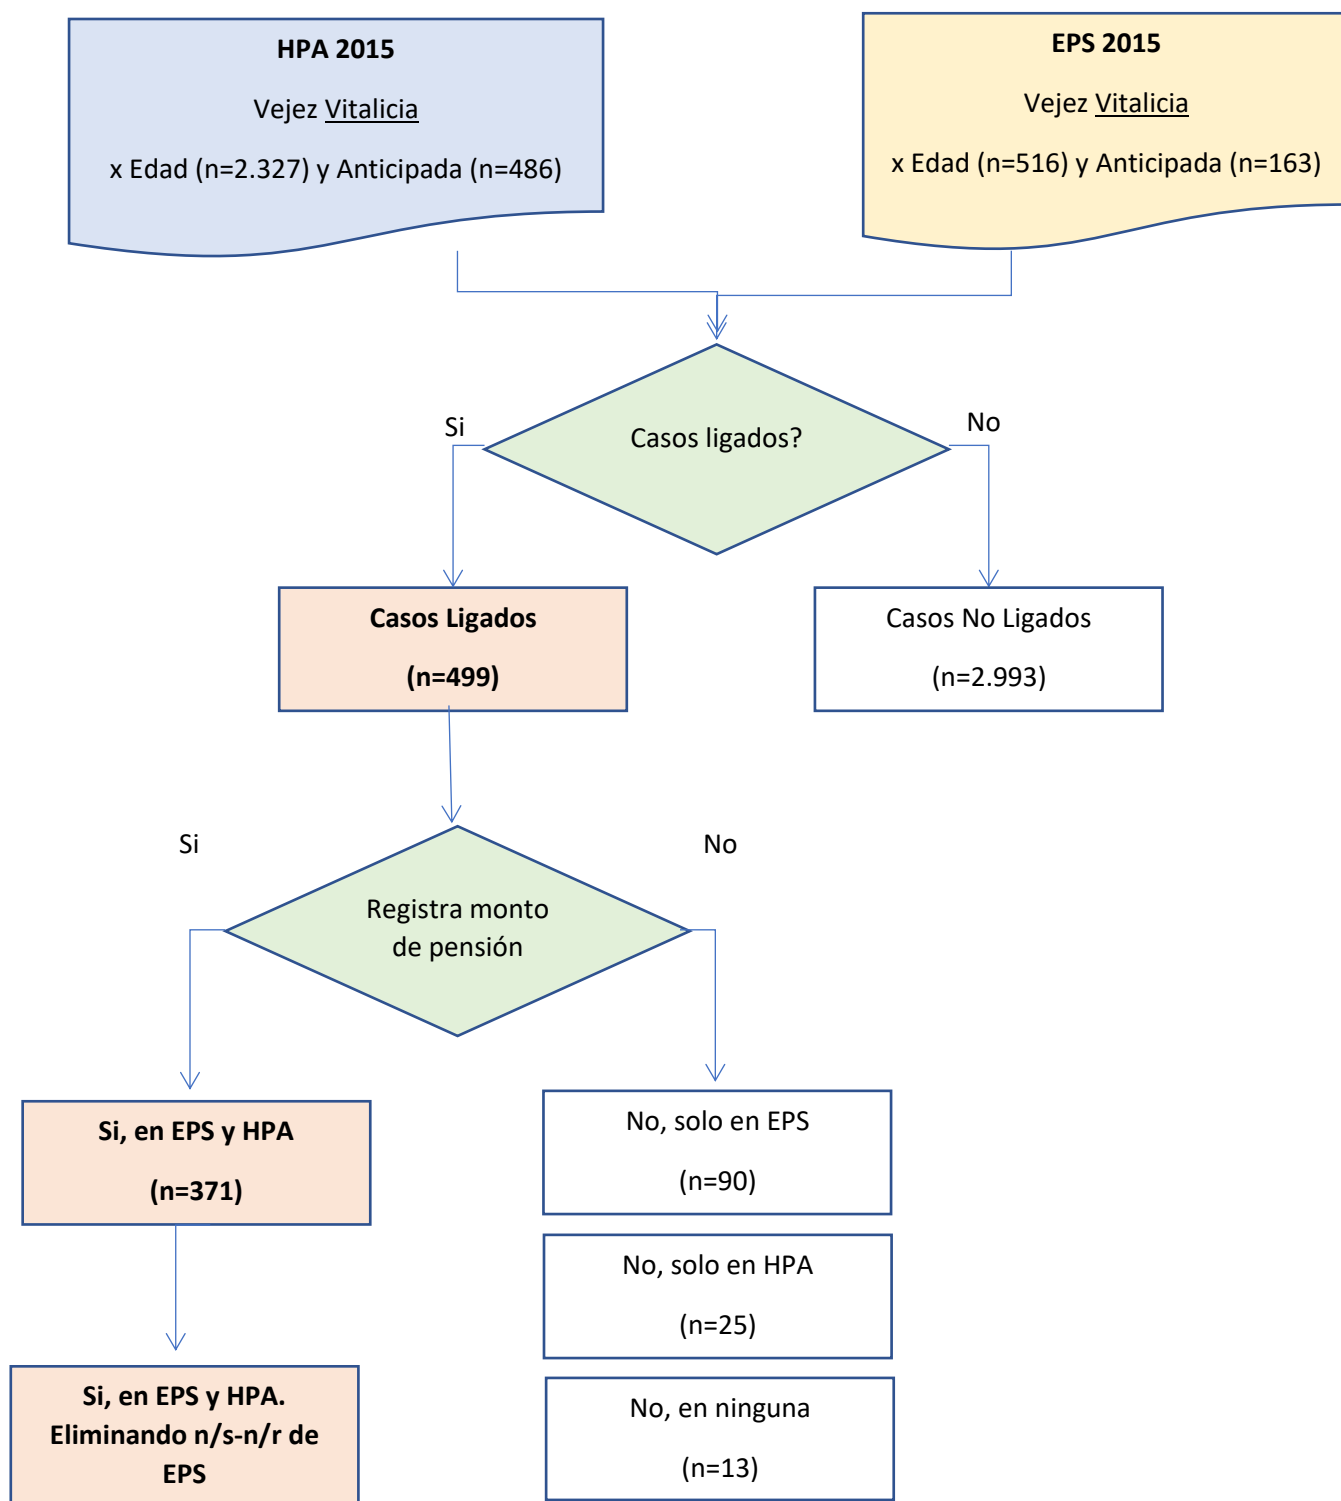 HPA 2015
Vejez Vitalicia
x Edad (n=2.327) y Anticipada (n=486)
EPS 2015
Vejez Vitalicia
x Edad (n=516) y Anticipada (n=163)
Si
Casos ligados?
No
Casos Ligados
(n=499)
Casos No Ligados
(n=2.993)
Si
No
Registra monto
de pensión
Si, en EPS y HPA
(n=371)
No, solo en EPS
(n=90)
No, solo en HPA
(n=25)
Si, en EPS y HPA.
Eliminando n/s-n/r de
EPS
No, en ninguna
(n=13)